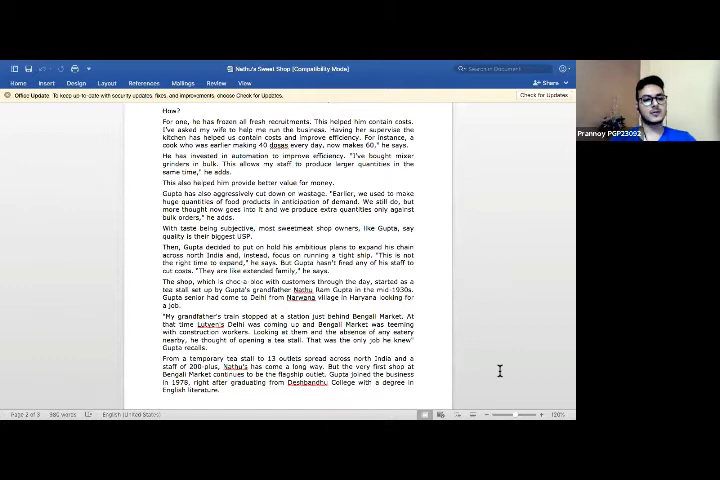 Nathu's Sweet Shop [Compatibility Mode]
Search in Document
Home Insert Design Layout References Mailings Review View
Share
Office Update: To keep up-to-date with security updates, fixes, and improvements, choose Check for Updates.
Check for Updates
How?
For one, he has frozen all fresh recruitments. This helped him contain costs.
I've asked my wife to help me run the business. Having her supervise the
kitchen has helped us contain costs and improve efficiency. For instance, a
cook who was earlier making 40 dosas every day, now makes 60," he says.
He has invested in automation to improve efficiency. "I've bought mixer
grinders in bulk. This allows my staff to produce larger quantities in the
same time," he adds.
This also helped him provide better value for money.
Gupta has also aggressively cut down on wastage. "Earlier, we used to make
huge quantities of food products in anticipation of demand. We still do, but
more thought now goes into it and we produce extra quantities only against
bulk orders," he adds.
With taste being subjective, most sweetmeat shop owners, like Gupta, say
quality is their biggest USP.
Then, Gupta decided to put on hold his ambitious plans to expand his chain
across north India and, instead, focus on running a tight ship. "This is not
the right time to expand," he says. But Gupta hasn't fired any of his staff to
cut costs. "They are like extended family," he says.
The shop, which is choc-a-bloc with customers through the day, started as a
tea stall set up by Gupta's grandfather Nathu Ram Gupta in the mid-1930s.
Gupta senior had come to Delhi from Narwana village in Haryana looking for
a job.
"My grandfather's train stopped at a station just behind Bengali Market. At
that time Lutyen's Delhi was coming up and Bengali Market was teeming
with construction workers. Looking at them and the absence of any eatery
nearby, he thought of opening a tea stall. That was the only job he knew"
Gupta recalls.
From a temporary tea stall to 13 outlets spread across north India and a
staff of 200-plus, Nathu's has come a long way. But the very first shop at
Bengali Market continues to be the flagship outlet. Gupta joined the business
in 1978, right after graduating from Deshbandhu College with a degree in
English literature.
Page 2 of 3 980 words English (United States) 120%
Prannoy PGP23092